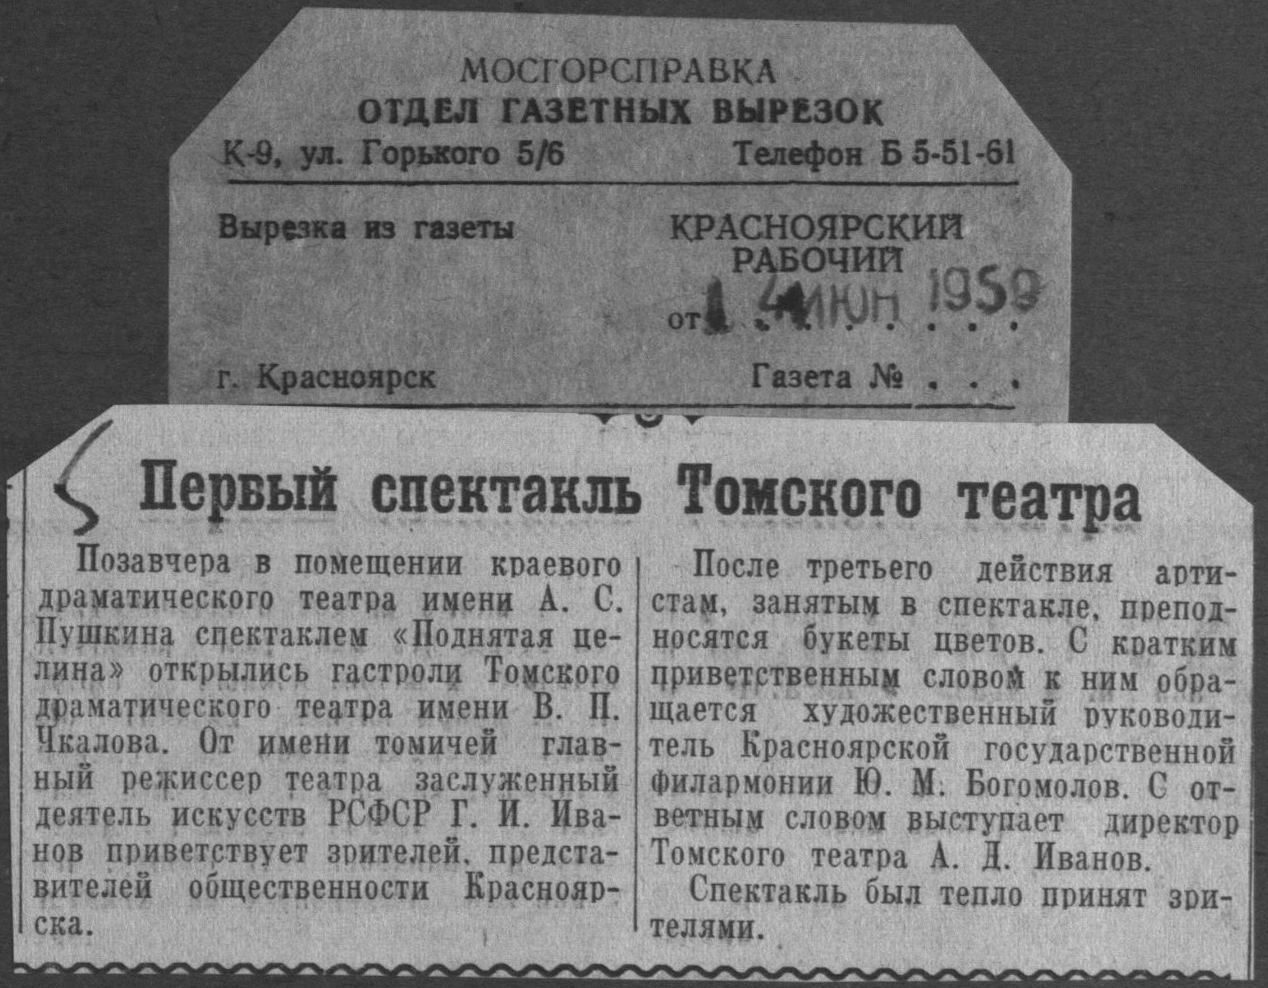 МОСГОРСПРАВКА
ОТДЕЛ ГАЗЕТНЫХ ВЫРЕЗОК
К-9, ул. Горького 5/6 Телефон Б 5-51-61
Вырезка из газеты КРАСНОЯРСКИЙ
РАБОЧИЙ
от 1 4 ИЮН 1959
г. Красноярск Газета № . . .
Первый спектакль Томского театра
Позавчера в помещении краевого
драматического театра имени А. С.
Пушкина спектаклем «Поднятая це-
лина» открылись гастроли Томского
драматического театра имени В. П.
Чкалова. От имени томичей глав-
ный режиссер театра заслуженный
деятель искусств РСФСР Г. И. Ива-
нов приветствует зрителей, предста-
вителей общественности Краснояр-
ска.
После третьего действия арти-
стам, занятым в спектакле, препод-
носятся букеты цветов. С кратким
приветственным словом к ним обра-
щается художественный руководи-
тель Красноярской государственной
филармонии Ю. М. Богомолов. С от-
ветным словом выступает директор
Томского театра А. Д. Иванов.
Спектакль был тепло принят зри-
телями.